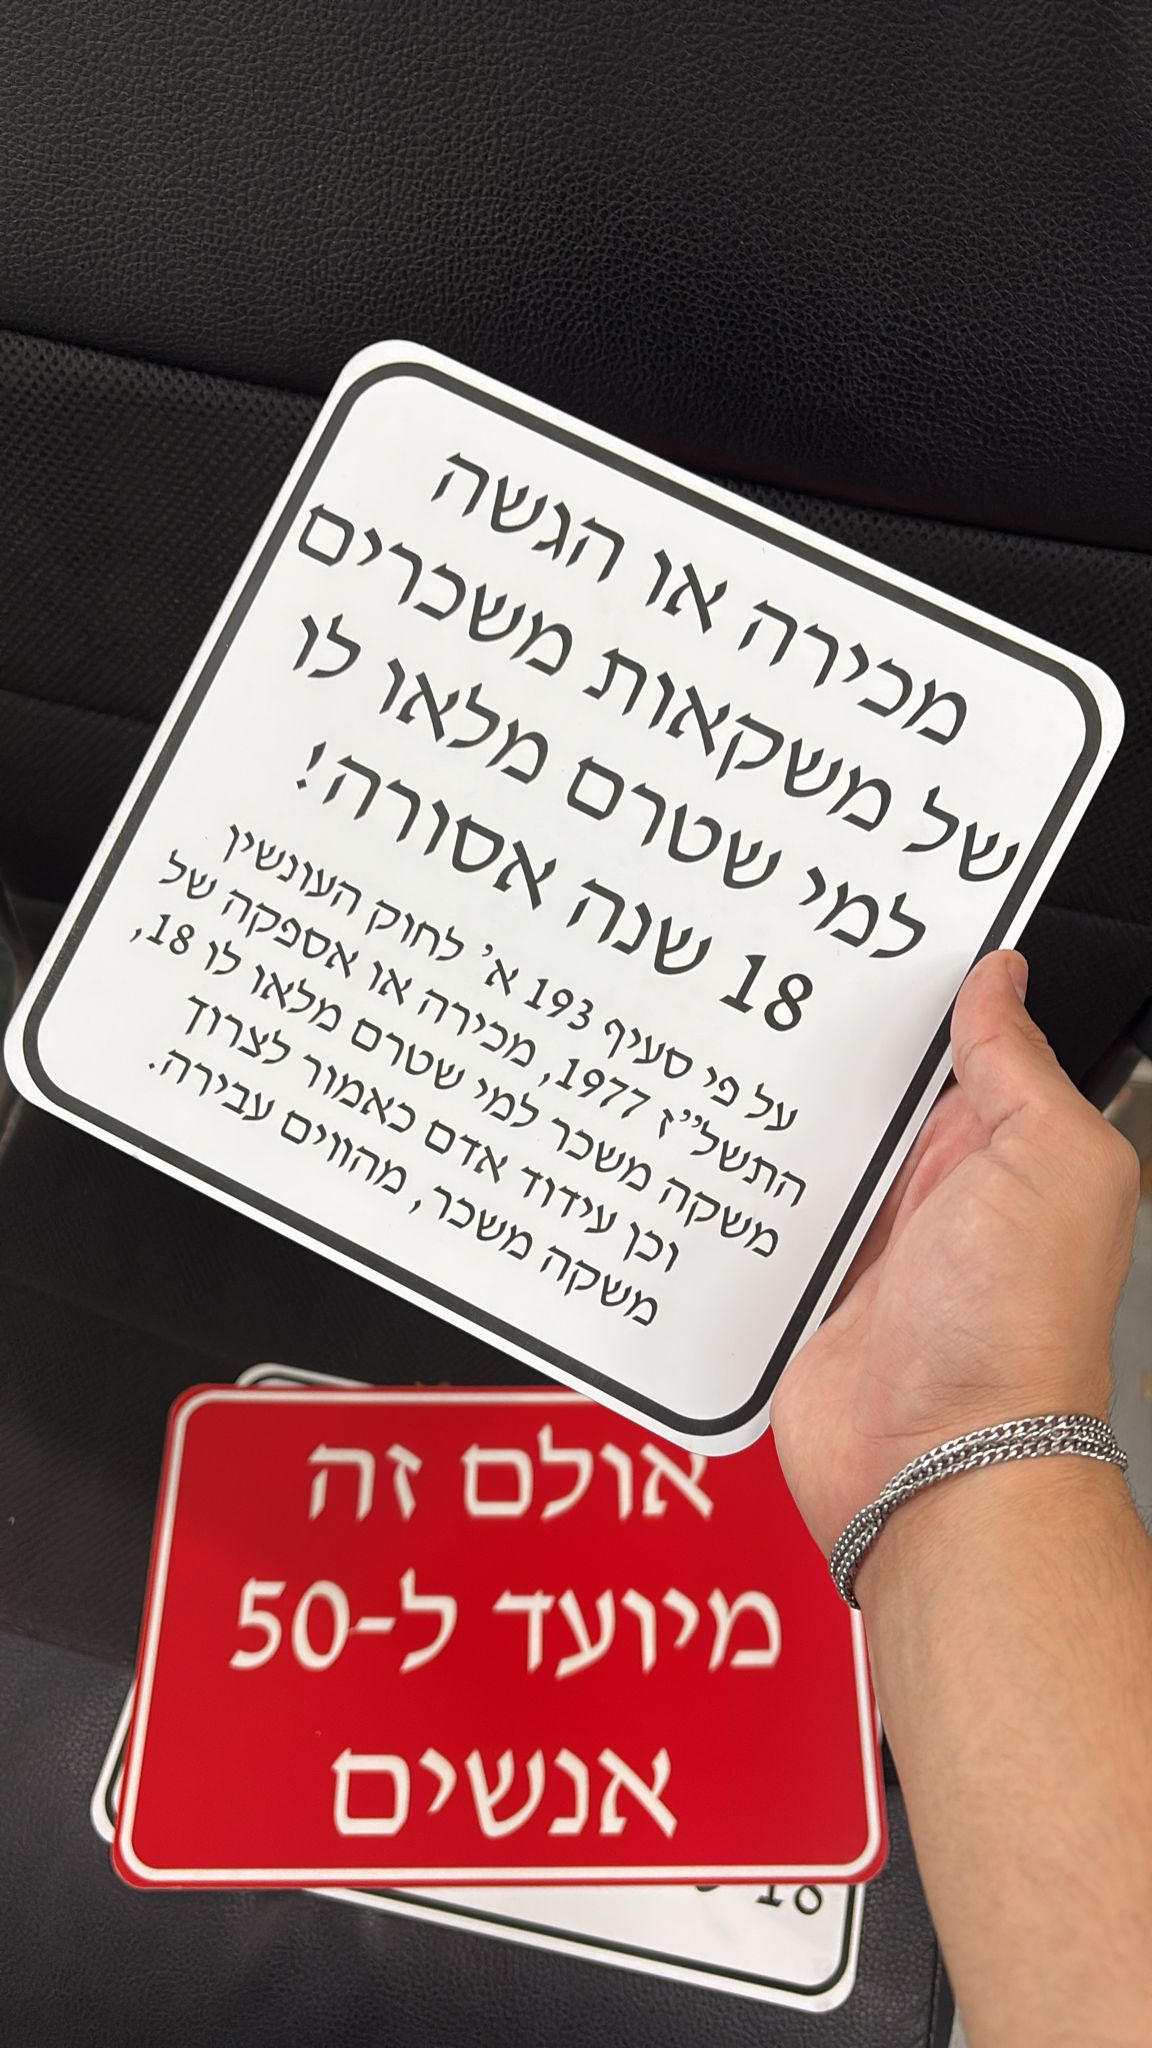 מכירה או הגשה
של משקאות משכרים
למי שטרם מלאו לו
18 שנה אסורה!
על פי סעיף 193 א' לחוק העונשין
התשל"ז 1977, מכירה או אספקה של
משקה משכר למי שטרם מלאו לו 18,
וכן עידוד אדם כאמור לצרוך
משקה משכר, מהווים עבירה.
אולם זה
מיועד ל-50
אנשים
18